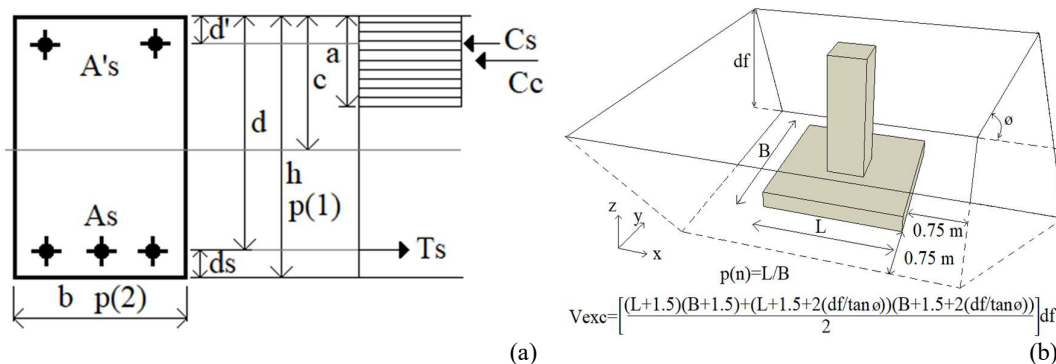 d'
A's
a
c
Cs
Cc
d
h
p(1)
As
Ts
ds
b p(2)
(a)
df
ø
B
z
y
x
L
0.75 m
0.75 m
p(n)=L/B
Vexc=[(L+1.5)(B+1.5)+(L+1.5+2(df/tanø))(B+1.5+2(df/tanø))
2
]df
(b)